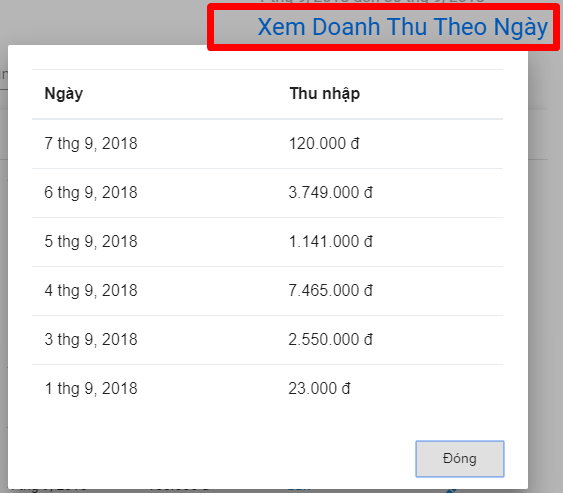 Xem Doanh Thu Theo Ngày
Ngày Thu nhập
7 thg 9, 2018 120.000 đ
6 thg 9, 2018 3.749.000 đ
5 thg 9, 2018 1.141.000 đ
4 thg 9, 2018 7.465.000 đ
3 thg 9, 2018 2.550.000 đ
1 thg 9, 2018 23.000 đ
Đóng